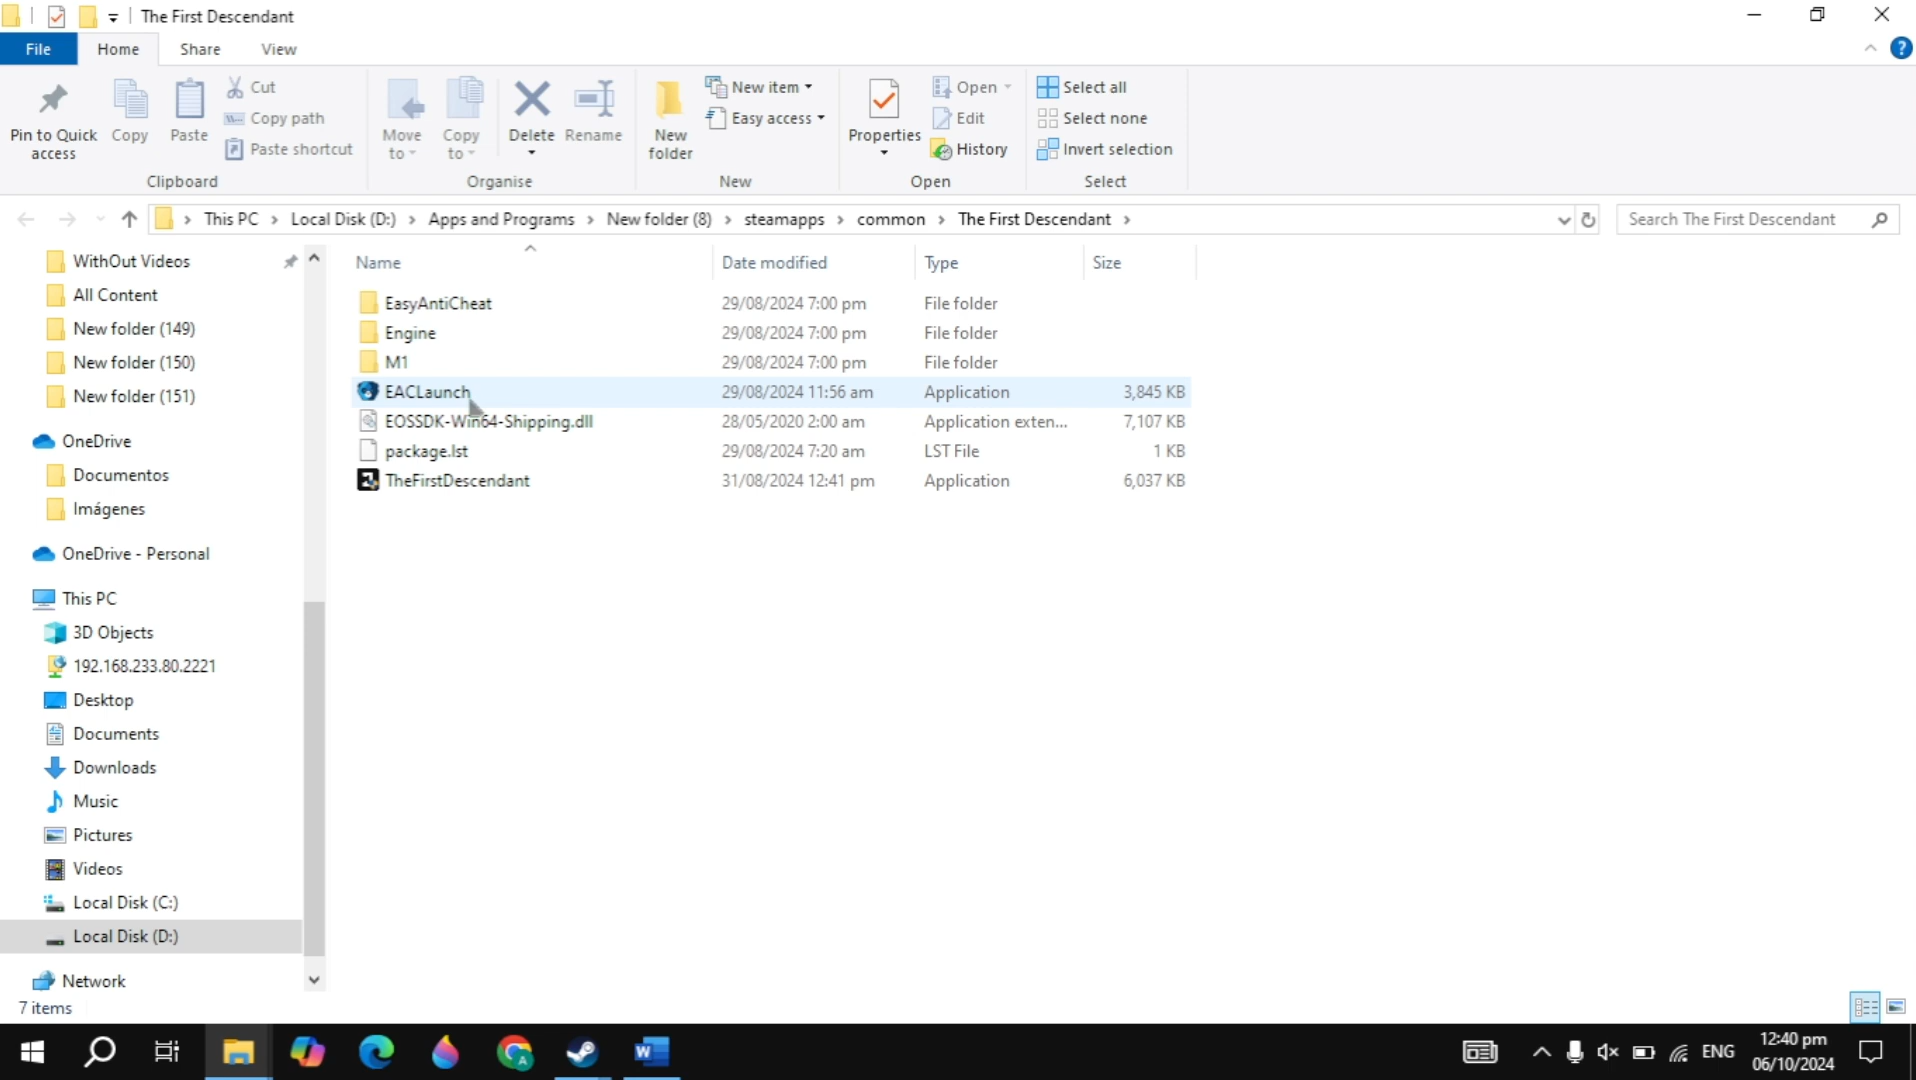 The First Descendant
File Home Share View
Pin to Quick access
Copy
Paste
Cut
Copy path
Paste shortcut
Clipboard
Move to
Copy to
Delete
Rename
Organise
New folder
New item
Easy access
New
Properties
Open
Edit
History
Open
Select all
Select none
Invert selection
Select
This PC > Local Disk (D:) > Apps and Programs > New folder (8) > steamapps > common > The First Descendant >
Search The First Descendant
WithOut Videos
All Content
New folder (149)
New folder (150)
New folder (151)
OneDrive
Documentos
Imágenes
OneDrive - Personal
This PC
3D Objects
192.168.233.80.2221
Desktop
Documents
Downloads
Music
Pictures
Videos
Local Disk (C:)
Local Disk (D:)
Network
Name Date modified Type Size
EasyAntiCheat 29/08/2024 7:00 pm File folder
Engine 29/08/2024 7:00 pm File folder
M1 29/08/2024 7:00 pm File folder
EACLaunch 29/08/2024 11:56 am Application 3,845 KB
EOSSDK-Win64-Shipping.dll 28/05/2020 2:00 am Application exten... 7,107 KB
package.lst 29/08/2024 7:20 am LST File 1 KB
TheFirstDescendant 31/08/2024 12:41 pm Application 6,037 KB
7 items
ENG
12:40 pm
06/10/2024